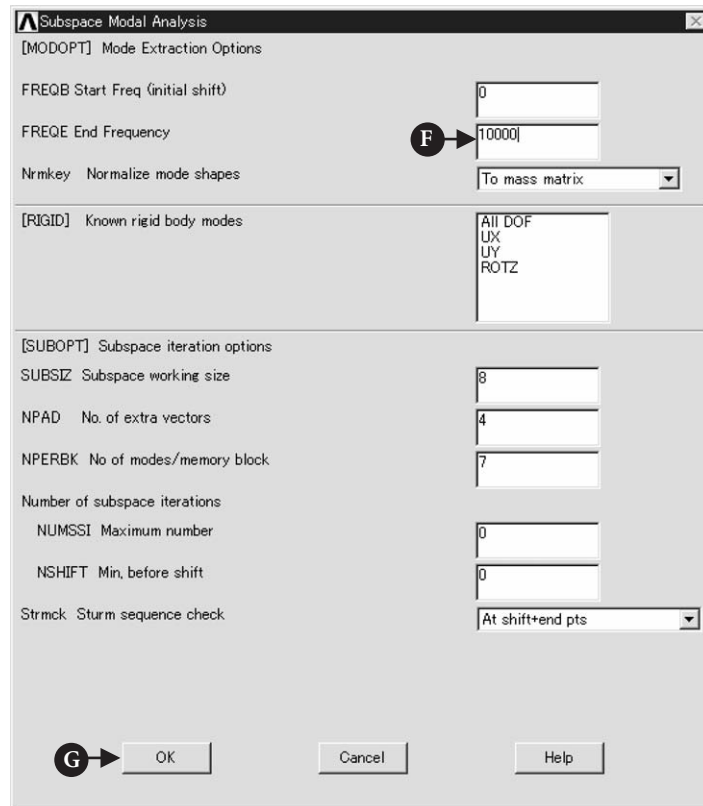 Subspace Modal Analysis
[MODOPT] Mode Extraction Options
FREQB Start Freq (initial shift) 0
FREQE End Frequency F 10000
Nrmkey Normalize mode shapes To mass matrix
[RIGID] Known rigid body modes All DOF
UX
UY
ROTZ
[SUBOPT] Subspace iteration options
SUBSIZ Subspace working size 8
NPAD No. of extra vectors 4
NPERBK No of modes/memory block 7
Number of subspace iterations
NUMSSI Maximum number 0
NSHIFT Min. before shift 0
Strmck Sturm sequence check At shift+end pts
G OK Cancel Help